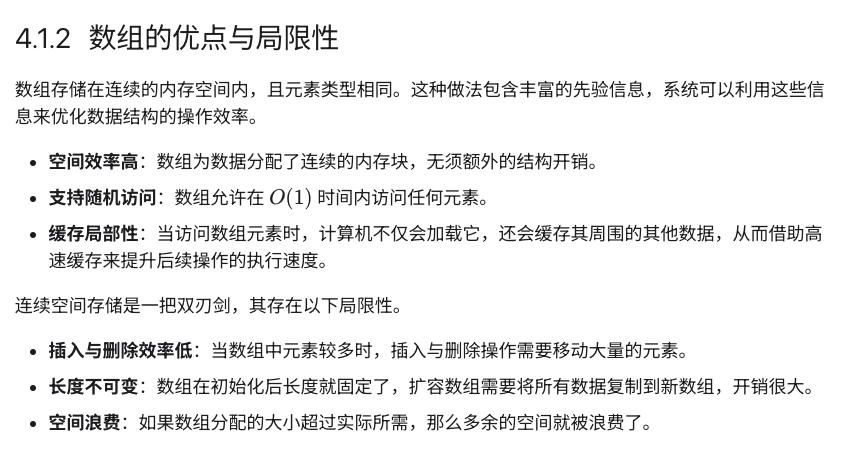 4.1.2 数组的优点与局限性
数组存储在连续的内存空间内，且元素类型相同。这种做法包含丰富的先验信息，系统可以利用这些信
息来优化数据结构的操作效率。
• 空间效率高：数组为数据分配了连续的内存块，无须额外的结构开销。
• 支持随机访问：数组允许在 O(1) 时间内访问任何元素。
• 缓存局部性：当访问数组元素时，计算机不仅会加载它，还会缓存其周围的其他数据，从而借助高
速缓存来提升后续操作的执行速度。
连续空间存储是一把双刃剑，其存在以下局限性。
• 插入与删除效率低：当数组中元素较多时，插入与删除操作需要移动大量的元素。
• 长度不可变：数组在初始化后长度就固定了，扩容数组需要将所有数据复制到新数组，开销很大。
• 空间浪费：如果数组分配的大小超过实际所需，那么多余的空间就被浪费了。